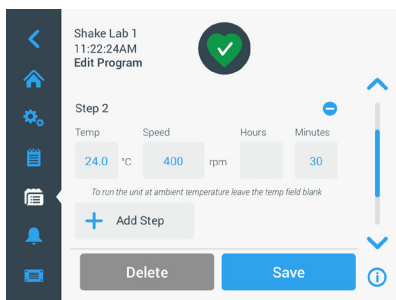 Shake Lab 1
11:22:24AM
Edit Program
Step 2
Temp Speed Hours Minutes
24.0 °C 400 rpm 30
To run the unit at ambient temperature leave the temp field blank
+ Add Step
Delete Save